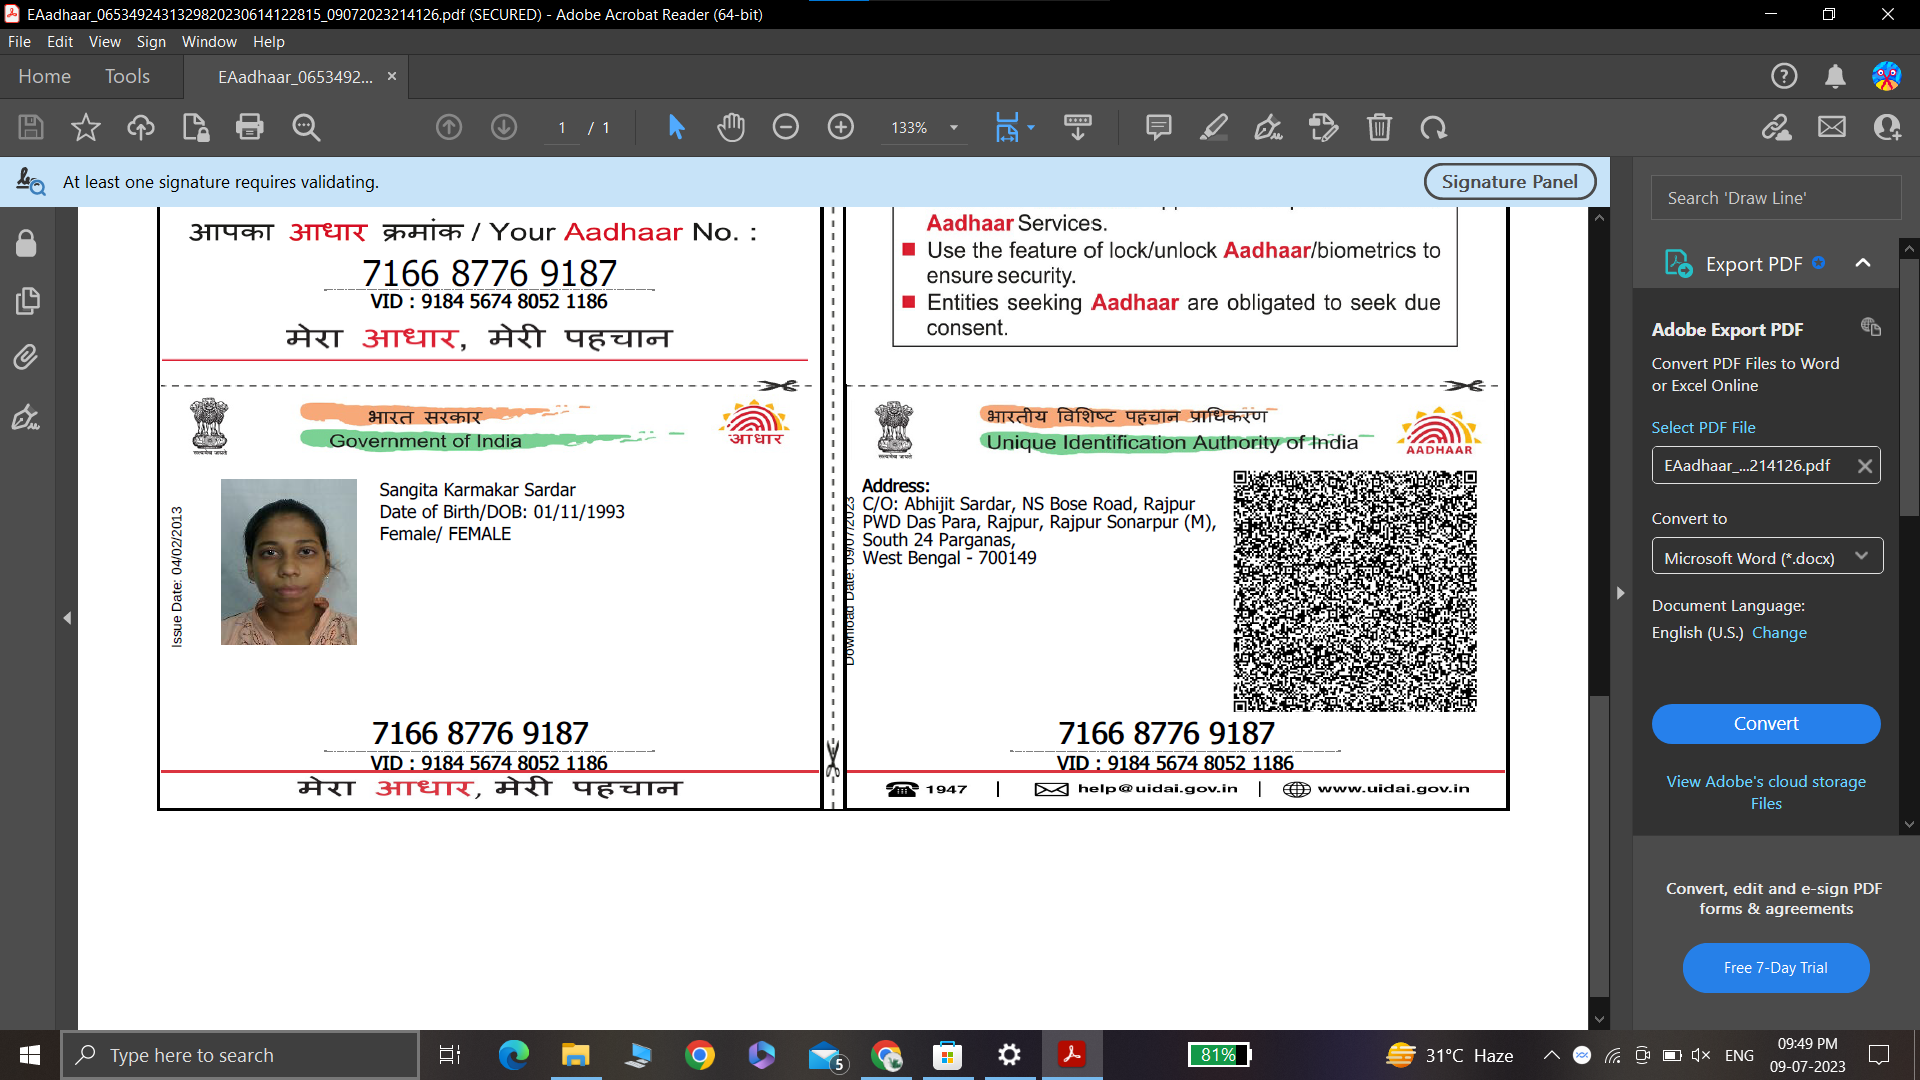 EAadhaar_0653492431329820230614122815_09072023214126.pdf (SECURED) - Adobe Acrobat Reader (64-bit)
File Edit View Sign Window Help
Home Tools EAadhaar_0653492... ×
1 / 1 133%
At least one signature requires validating.
Signature Panel
आपका आधार क्रमांक / Your Aadhaar No. :
7166 8776 9187
VID : 9184 5674 8052 1186
मेरा आधार, मेरी पहचान
Aadhaar Services.
Use the feature of lock/unlock Aadhaar/biometrics to
ensure security.
Entities seeking Aadhaar are obligated to seek due
consent.
भारत सरकार
Government of India
सत्यमेव जयते
आधार
Issue Date: 04/02/2013
Sangita Karmakar Sardar
Date of Birth/DOB: 01/11/1993
Female/ FEMALE
7166 8776 9187
VID : 9184 5674 8052 1186
मेरा आधार, मेरी पहचान
भारतीय विशिष्ट पहचान प्राधिकरण
Unique Identification Authority of India
सत्यमेव जयते
AADHAAR
Download Date: 09/07/2023
Address:
C/O: Abhijit Sardar, NS Bose Road, Rajpur
PWD Das Para, Rajpur, Rajpur Sonarpur (M),
South 24 Parganas,
West Bengal - 700149
7166 8776 9187
VID : 9184 5674 8052 1186
1947 | help@uidai.gov.in | www.uidai.gov.in
Search 'Draw Line'
Export PDF
Adobe Export PDF
Convert PDF Files to Word
or Excel Online
Select PDF File
EAadhaar_...214126.pdf
Convert to
Microsoft Word (*.docx)
Document Language:
English (U.S.) Change
Convert
View Adobe's cloud storage
Files
Convert, edit and e-sign PDF
forms & agreements
Free 7-Day Trial
Type here to search
5
81%
31°C Haze
ENG
09:49 PM
09-07-2023